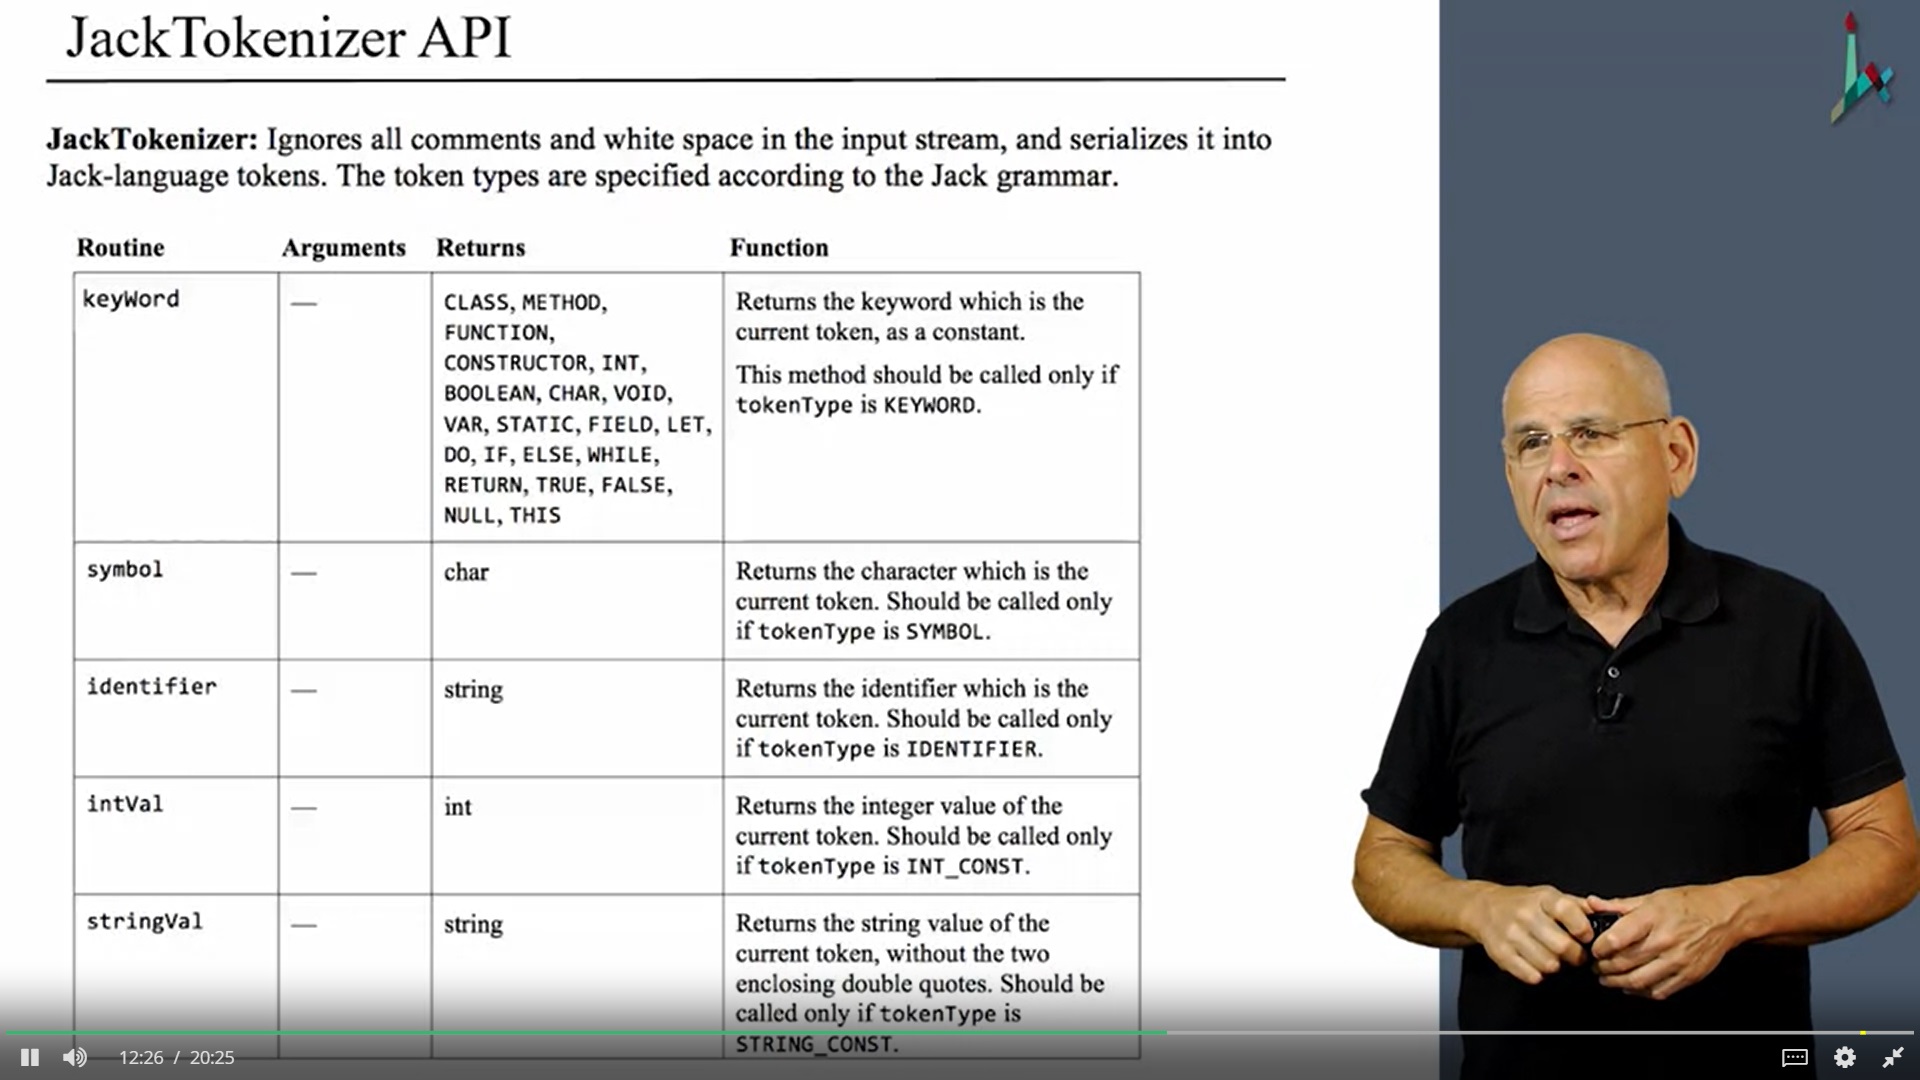 JackTokenizer API
JackTokenizer: Ignores all comments and white space in the input stream, and serializes it into
Jack-language tokens. The token types are specified according to the Jack grammar.
Routine Arguments Returns Function
keyWord — CLASS, METHOD,
FUNCTION,
CONSTRUCTOR, INT,
BOOLEAN, CHAR, VOID,
VAR, STATIC, FIELD, LET,
DO, IF, ELSE, WHILE,
RETURN, TRUE, FALSE,
NULL, THIS
Returns the keyword which is the
current token, as a constant.
This method should be called only if
tokenType is KEYWORD.
symbol — char
Returns the character which is the
current token. Should be called only
if tokenType is SYMBOL.
identifier — string
Returns the identifier which is the
current token. Should be called only
if tokenType is IDENTIFIER.
intVal — int
Returns the integer value of the
current token. Should be called only
if tokenType is INT_CONST.
stringVal — string
Returns the string value of the
current token, without the two
enclosing double quotes. Should be
called only if tokenType is
STRING_CONST.
12:26 / 20:25